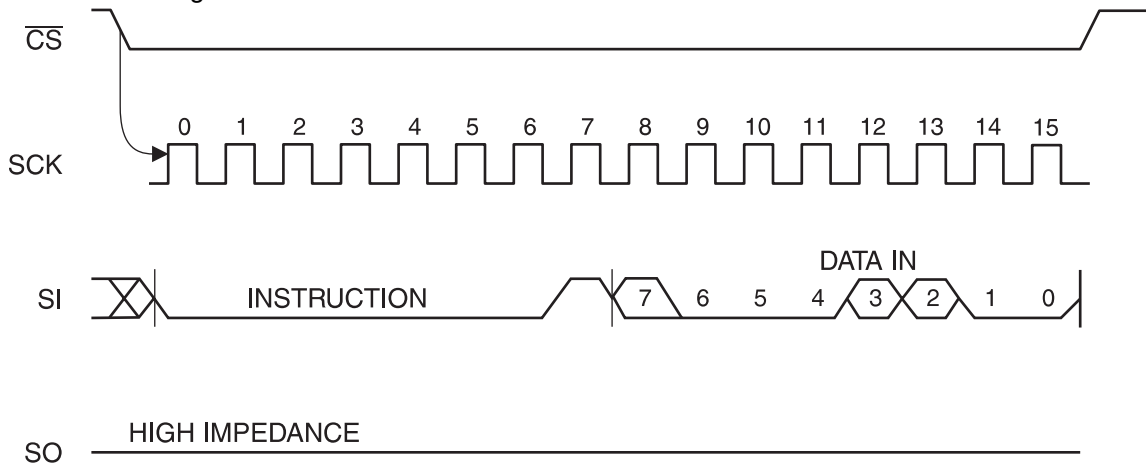 CS
0 1 2 3 4 5 6 7 8 9 10 11 12 13 14 15
SCK
DATA IN
SI INSTRUCTION 7 6 5 4 3 2 1 0
HIGH IMPEDANCE
SO